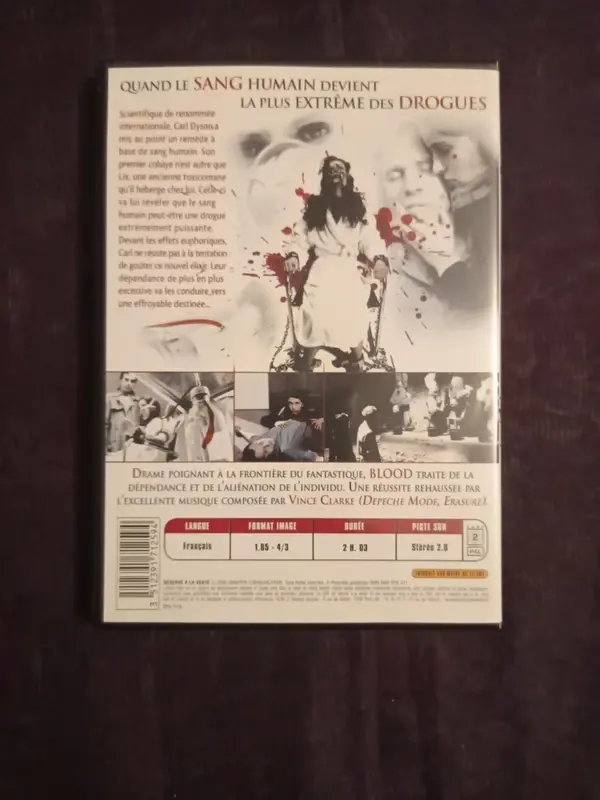 QUAND LE SANG HUMAIN DEVIENT
LA PLUS EXTRÊME DES DROGUES
Scientifique de renommée
internationale, Carl Dyson a
mis au point un remède à
base de sang humain. Son
premier cobaye n'est autre que
Lix, une ancienne toxicomane
qu'il héberge chez lui. Celle-ci
va lui révéler que le sang
humain peut-être une drogue
extrêmement puissante.
Devant les effets euphoriques,
Carl ne résiste pas à la tentation
de goûter ce nouvel élixir. Leur
dépendance de plus en plus
excessive va les conduire vers
une effroyable destinée...
DRAME POIGNANT À LA FRONTIÈRE DU FANTASTIQUE, BLOOD TRAITE DE LA
DÉPENDANCE ET DE L'ALIÉNATION DE L'INDIVIDU. UNE RÉUSSITE REHAUSSÉE PAR
L'EXCELLENTE MUSIQUE COMPOSÉE PAR VINCE CLARKE (DEPECHE MODE, ERASURE).
LANGUE FORMAT IMAGE DURÉE PISTE SON
Français 1.85 - 4/3 2 H. 03 Stéréo 2.0
2
PAL
3512391712594